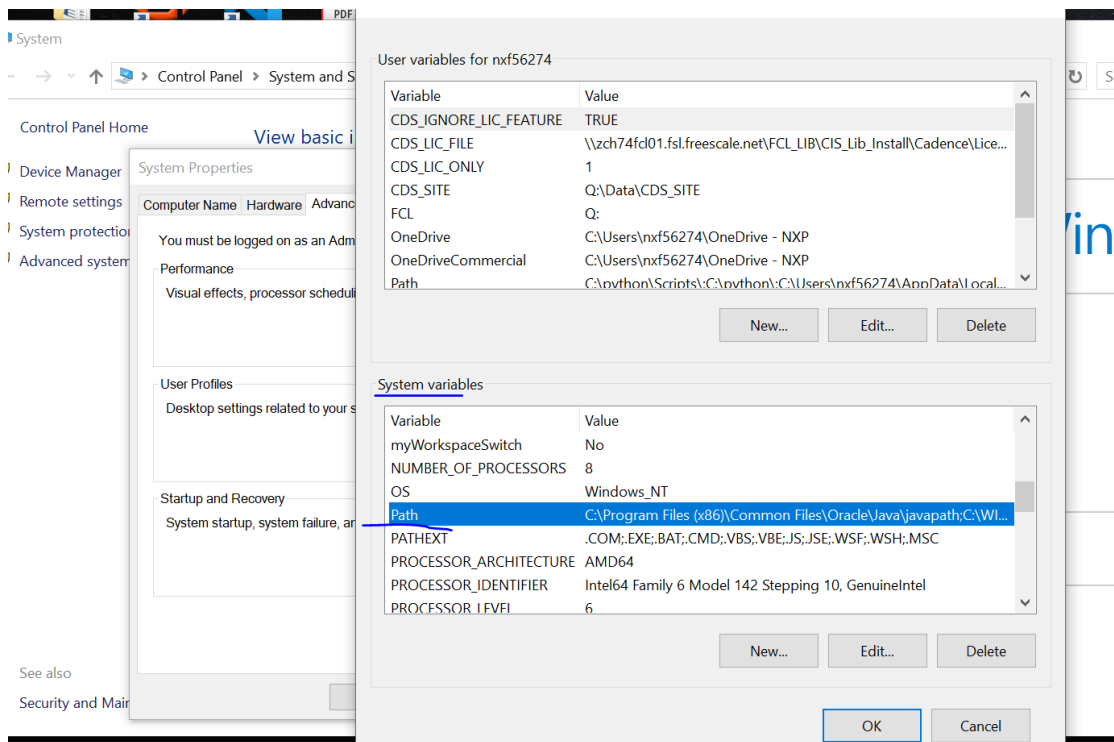 PDF
System
Control Panel > System and S
S
Control Panel Home
View basic i
Device Manager
Remote settings
System protection
Advanced system
Win
System Properties
Computer Name Hardware Advanc
You must be logged on as an Adm
Performance
Visual effects, processor scheduli
User Profiles
Desktop settings related to your s
Startup and Recovery
System startup, system failure, an
See also
Security and Main
User variables for nxf56274
Variable Value
CDS_IGNORE_LIC_FEATURE TRUE
CDS_LIC_FILE \\zch74fcl01.fsl.freescale.net\FCL_LIB\CIS_Lib_Install\Cadence\Lice...
CDS_LIC_ONLY 1
CDS_SITE Q:\Data\CDS_SITE
FCL Q:
OneDrive C:\Users\nxf56274\OneDrive - NXP
OneDriveCommercial C:\Users\nxf56274\OneDrive - NXP
Path C:\python\Scripts\;C:\python\;C:\Users\nxf56274\AppData\Local...
New... Edit... Delete
System variables
Variable Value
myWorkspaceSwitch No
NUMBER_OF_PROCESSORS 8
OS Windows_NT
Path C:\Program Files (x86)\Common Files\Oracle\Java\javapath;C:\WI...
PATHEXT .COM;.EXE;.BAT;.CMD;.VBS;.VBE;.JS;.JSE;.WSF;.WSH;.MSC
PROCESSOR_ARCHITECTURE AMD64
PROCESSOR_IDENTIFIER Intel64 Family 6 Model 142 Stepping 10, GenuineIntel
PROCESSOR_LEVEL 6
New... Edit... Delete
OK Cancel